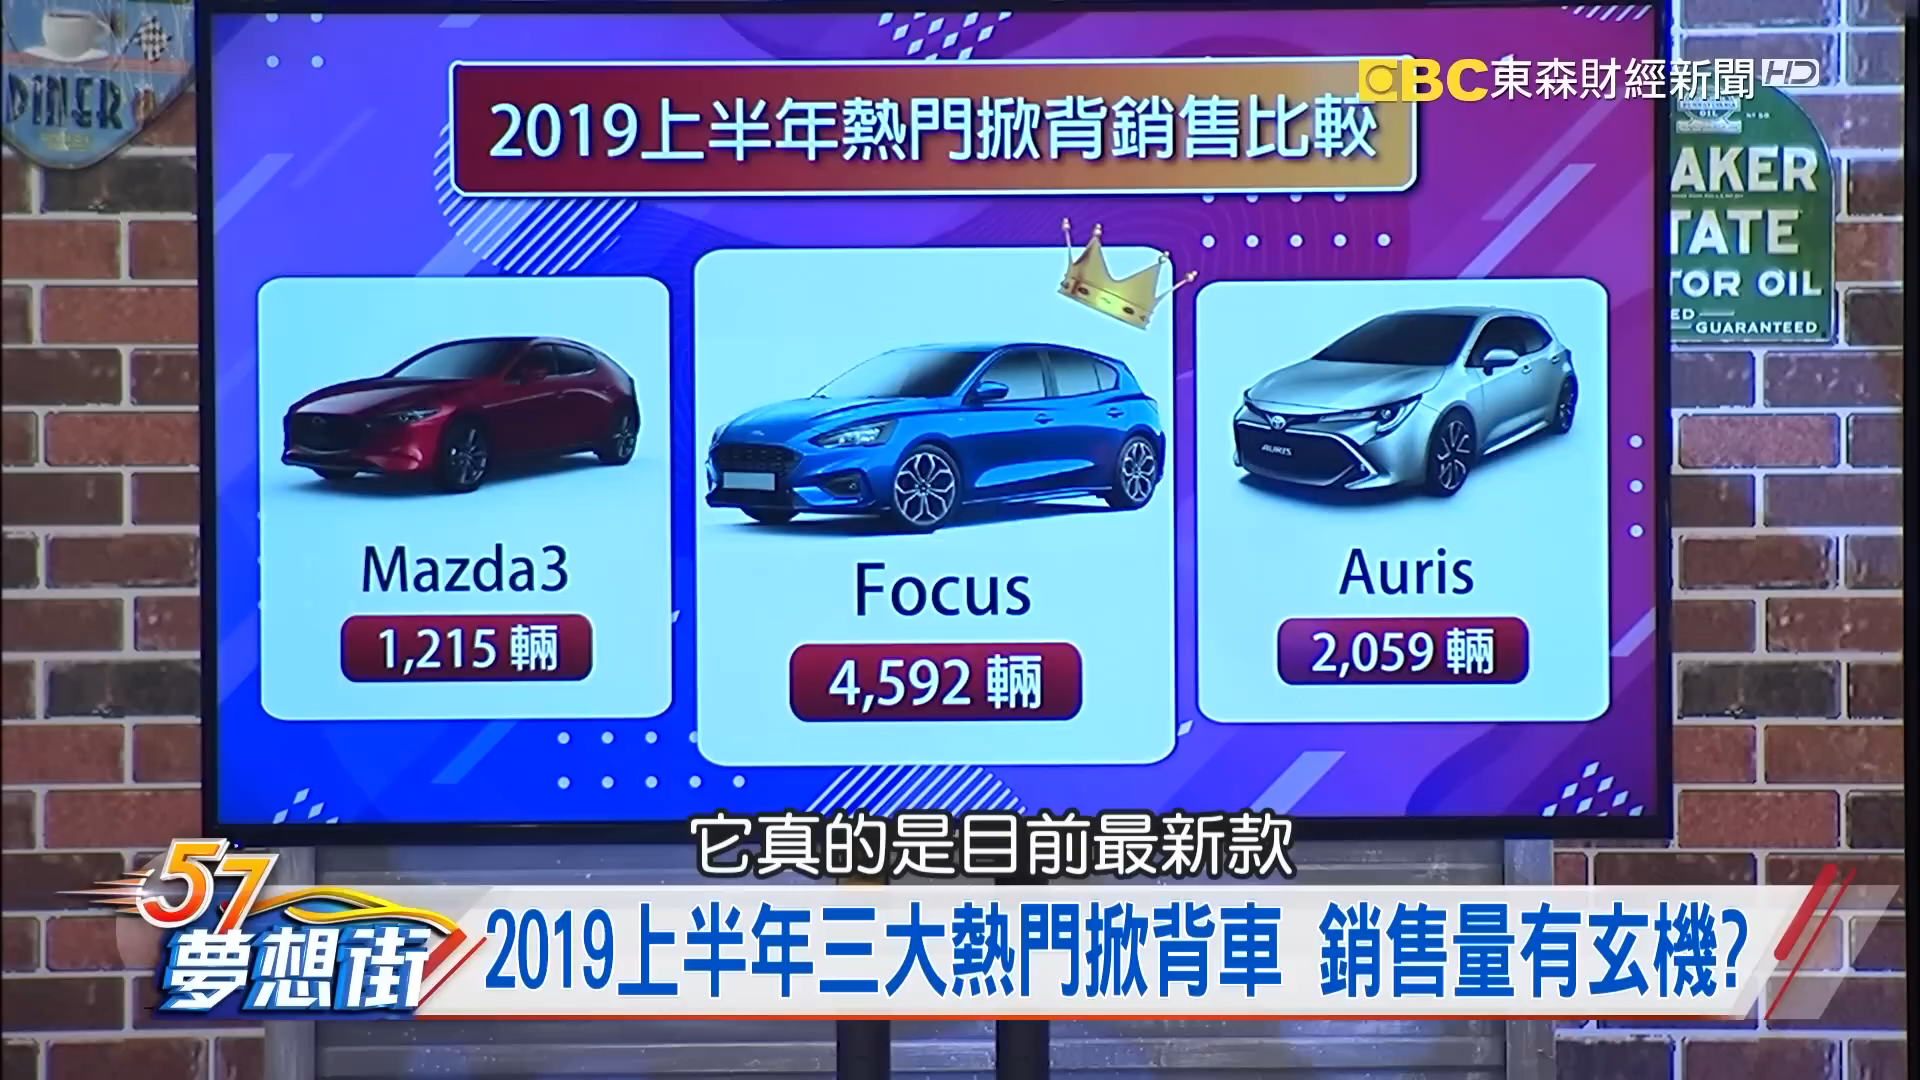 DINER
EBC東森財經新聞HD
2019上半年熱門掀背銷售比較
AKER
TATE
TOR OIL
GUARANTEED
AURIS
Mazda3
1,215 輛
Focus
4,592 輛
Auris
2,059 輛
它真的是目前最新款
57
夢想街
2019上半年三大熱門掀背車 銷售量有玄機?